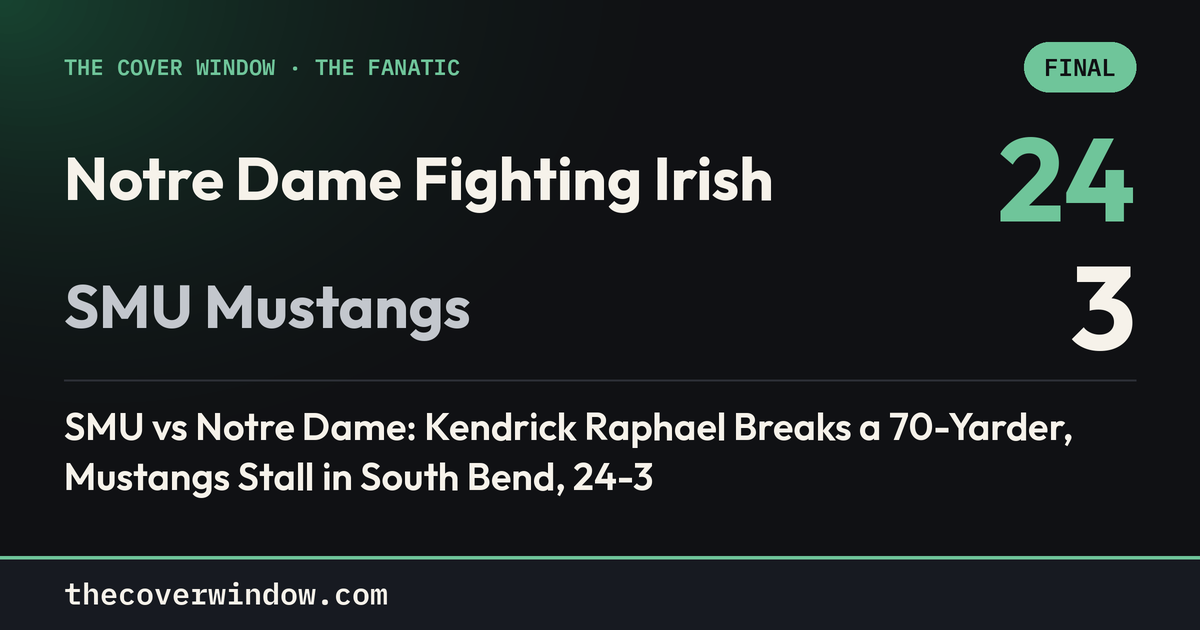 THE COVER WINDOW · THE FANATIC
FINAL
Notre Dame Fighting Irish 24
SMU Mustangs 3
SMU vs Notre Dame: Kendrick Raphael Breaks a 70-Yarder,
Mustangs Stall in South Bend, 24-3
thecoverwindow.com